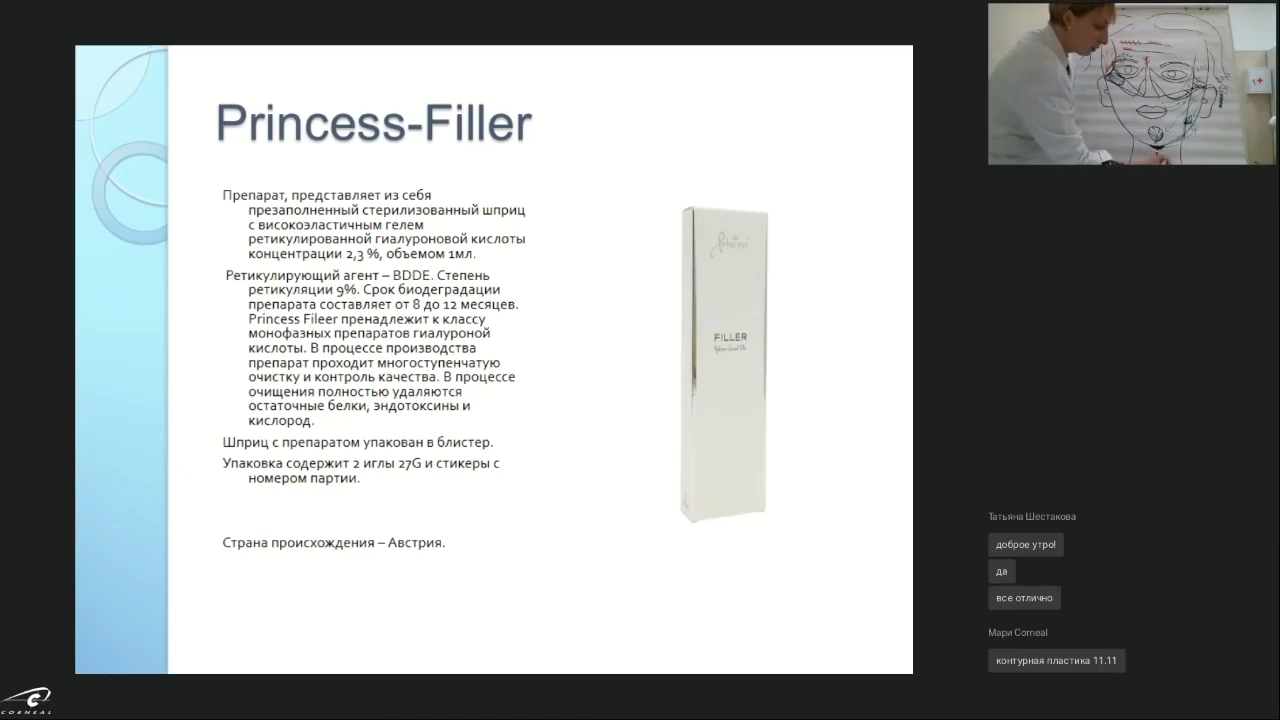 Princess-Filler
Препарат, представляет из себя
презаполненный стерилизованный шприц
с високоэластичным гелем
ретикулированной гиалуроновой кислоты
концентрации 2,3 %, объемом 1мл.
Ретикулирующий агент – BDDE. Степень
ретикуляции 9%. Срок биодеградации
препарата составляет от 8 до 12 месяцев.
Princess Fileer пренадлежит к классу
монофазных препаратов гиалуроной
кислоты. В процессе производства
препарат проходит многоступенчатую
очистку и контроль качества. В процессе
очищения полностью удаляются
остаточные белки, эндотоксины и
кислород.
Шприц с препаратом упакован в блистер.
Упаковка содержит 2 иглы 27G и стикеры с
номером партии.
Страна происхождения – Австрия.
FILLER
Татьяна Шестакова
доброе утро!
да
все отлично
Мари Corneal
контурная пластика 11.11
CORNEAL